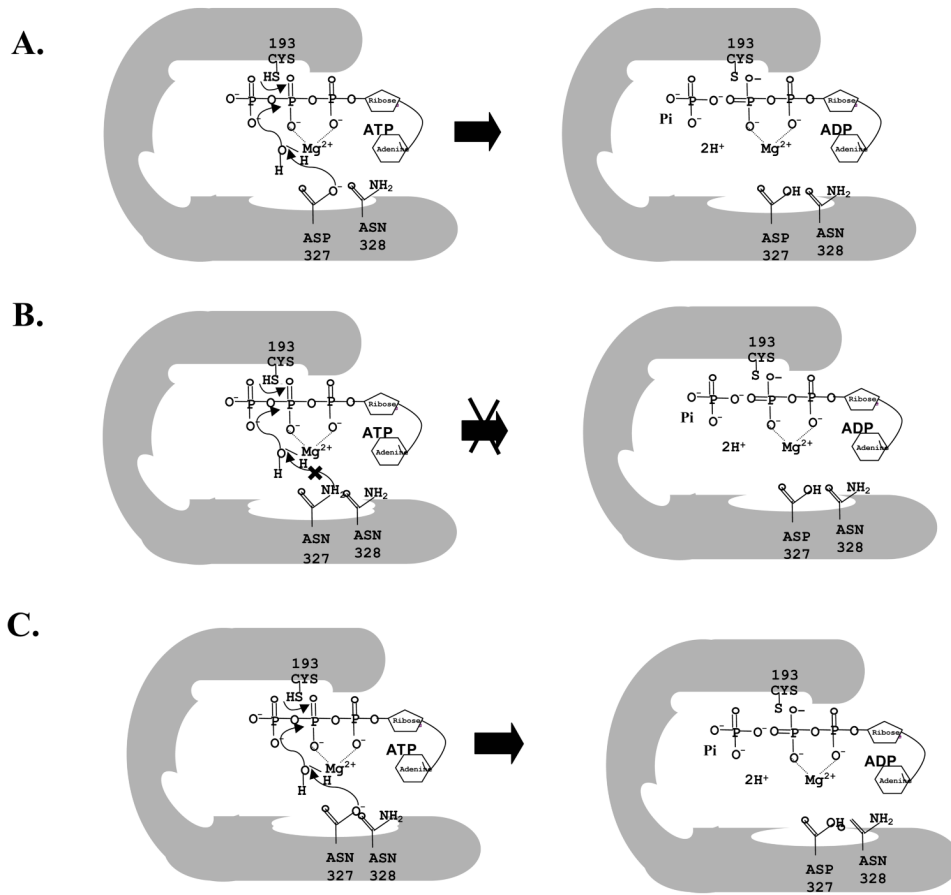 A.
193
CYS
HS
O O O
O⁻ P O P O P O Ribose
O⁻ O⁻ O⁻ ATP
Mg²⁺ Adenine
O H
H
O O⁻ NH₂
ASP ASN
327 328
193
CYS
S O–
O O
O⁻ P O⁻ O P O P O Ribose
Pi O⁻ O⁻ O⁻ ADP
2H⁺ Mg²⁺ Adenine
O OH O NH₂
ASP ASN
327 328
B.
193
CYS
HS
O O O
O⁻ P O P O P O Ribose
O⁻ O⁻ O⁻ ATP
Mg²⁺ Adenine
O H
H
O NH₂ O NH₂
ASN ASN
327 328
193
CYS
S O–
O O
O⁻ P O⁻ O P O P O Ribose
Pi O⁻ O⁻ O⁻ ADP
2H⁺ Mg²⁺ Adenine
O OH O NH₂
ASP ASN
327 328
C.
193
CYS
HS
O O O
O⁻ P O P O P O Ribose
O⁻ O⁻ O⁻ ATP
Mg²⁺ Adenine
O H
H
O O⁻ O NH₂
ASN ASN
327 328
193
CYS
S O–
O O
O⁻ P O⁻ O P O P O Ribose
Pi O⁻ O⁻ O⁻ ADP
2H⁺ Mg²⁺ Adenine
O OH O NH₂
ASP ASN
327 328